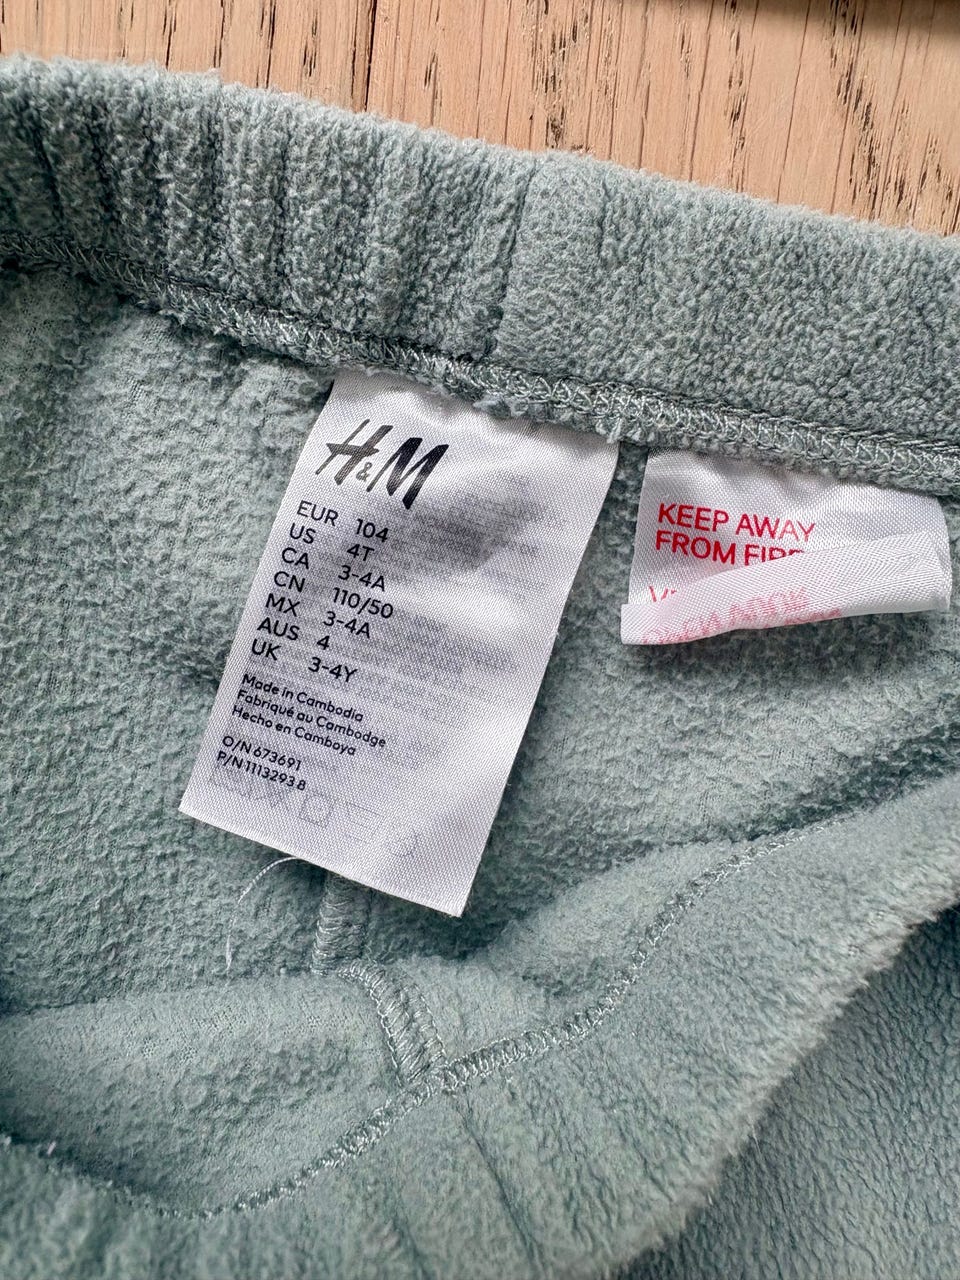 H&M
EUR 104
US 4T
CA 3-4A
CN 110/50
MX 3-4A
AUS 4
UK 3-4Y
Made in Cambodia
Fabriqué au Cambodge
Hecho en Camboya
O/N 673691
P/N 1113293 8
KEEP AWAY
FROM FIRE